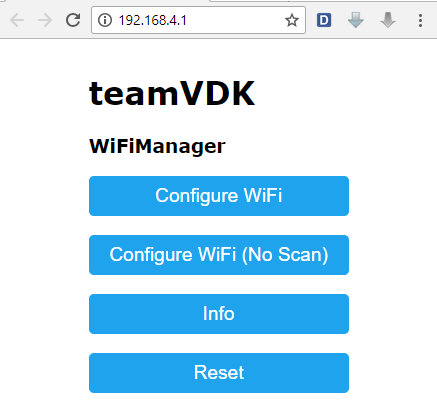 192.168.4.1
D
teamVDK
WiFiManager
Configure WiFi
Configure WiFi (No Scan)
Info
Reset